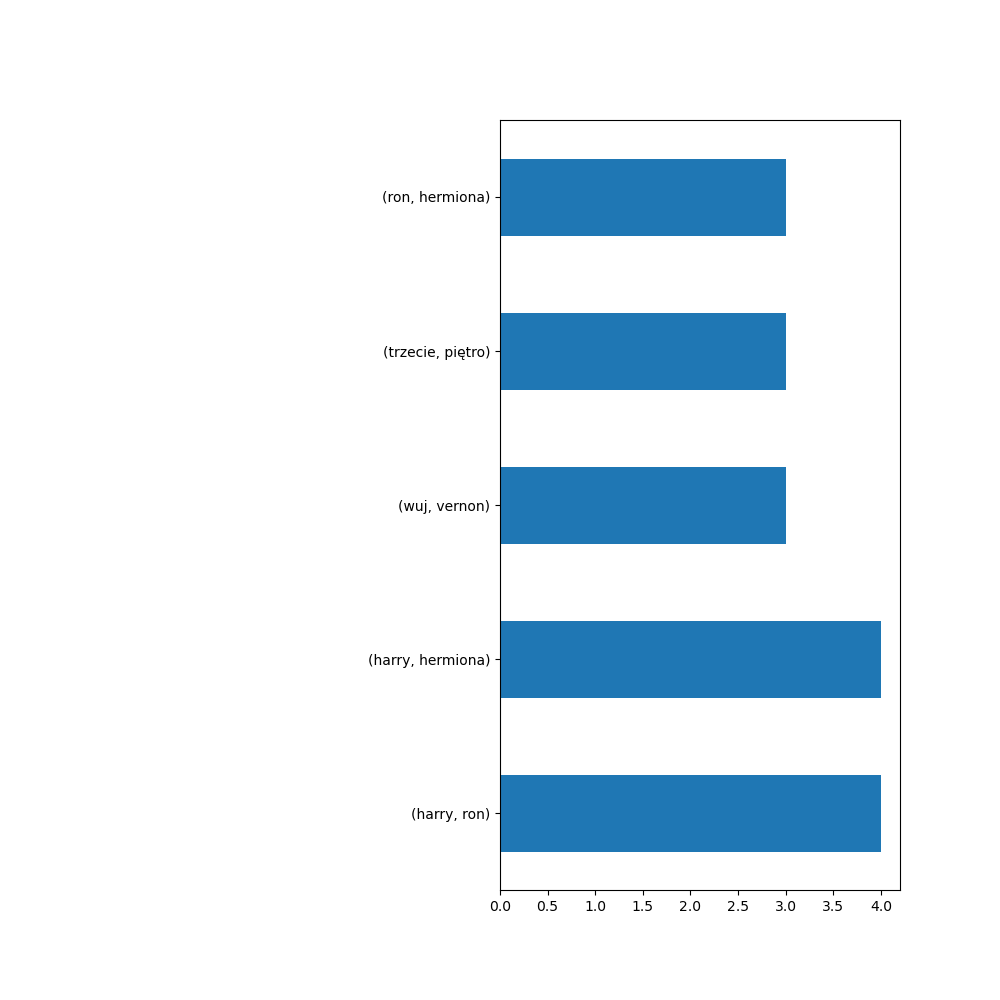 (ron, hermiona)
(trzecie, piętro)
(wuj, vernon)
(harry, hermiona)
(harry, ron)
0.0 0.5 1.0 1.5 2.0 2.5 3.0 3.5 4.0